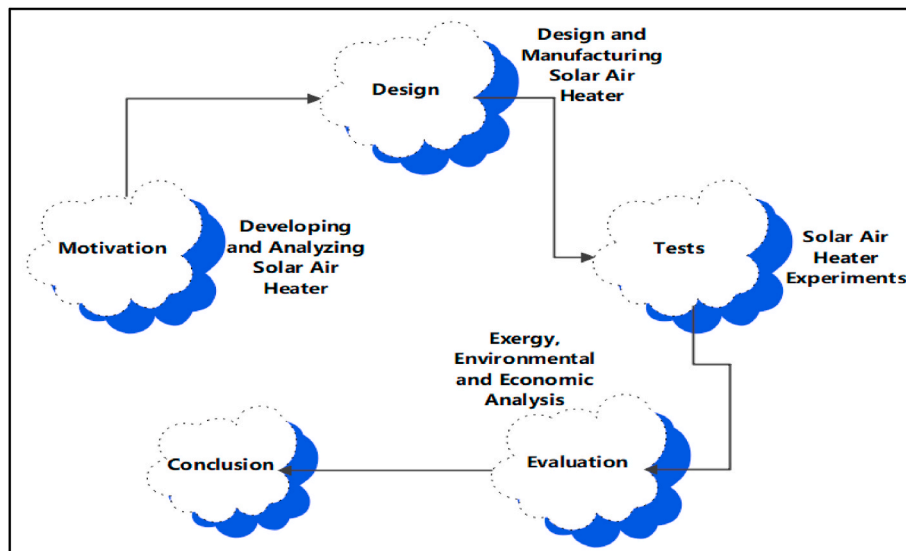 Motivation
Developing
and Analyzing
Solar Air
Heater
Design
Design and
Manufacturing
Solar Air
Heater
Tests
Solar Air
Heater
Experiments
Exergy,
Environmental
and Economic
Analysis
Evaluation
Conclusion